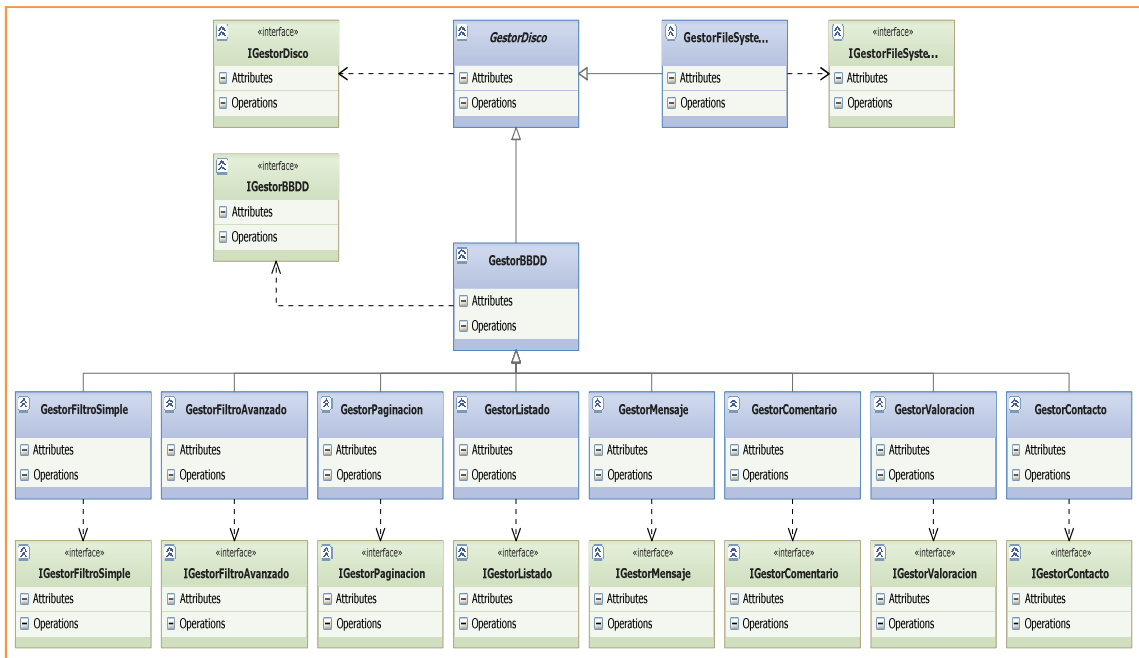 «interface»
IGestorDisco
Attributes
Operations
GestorDisco
Attributes
Operations
GestorFileSyste...
Attributes
Operations
«interface»
IGestorFileSyste...
Attributes
Operations
«interface»
IGestorBBDD
Attributes
Operations
GestorBBDD
Attributes
Operations
GestorFiltroSimple
Attributes
Operations
GestorFiltroAvanzado
Attributes
Operations
GestorPaginacion
Attributes
Operations
GestorListado
Attributes
Operations
GestorMensaje
Attributes
Operations
GestorComentario
Attributes
Operations
GestorValoracion
Attributes
Operations
GestorContacto
Attributes
Operations
«interface»
IGestorFiltroSimple
Attributes
Operations
«interface»
IGestorFiltroAvanzado
Attributes
Operations
«interface»
IGestorPaginacion
Attributes
Operations
«interface»
IGestorListado
Attributes
Operations
«interface»
IGestorMensaje
Attributes
Operations
«interface»
IGestorComentario
Attributes
Operations
«interface»
IGestorValoracion
Attributes
Operations
«interface»
IGestorContacto
Attributes
Operations